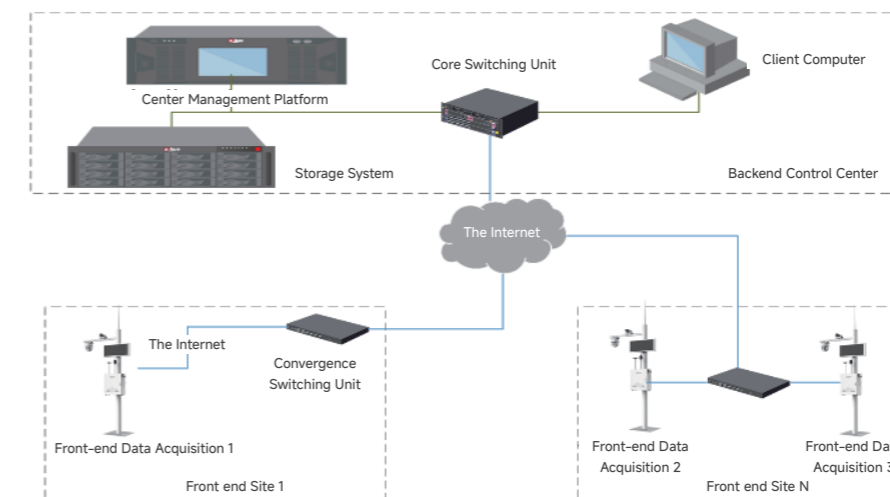 Core Switching Unit
Client Computer
Center Management Platform
Storage System
Backend Control Center
The Internet
The Internet
Convergence
Switching Unit
Front-end Data Acquisition 1
Front-end Data
Acquisition 2
Front-end Da
Acquisition 3
Front end Site 1
Front end Site N